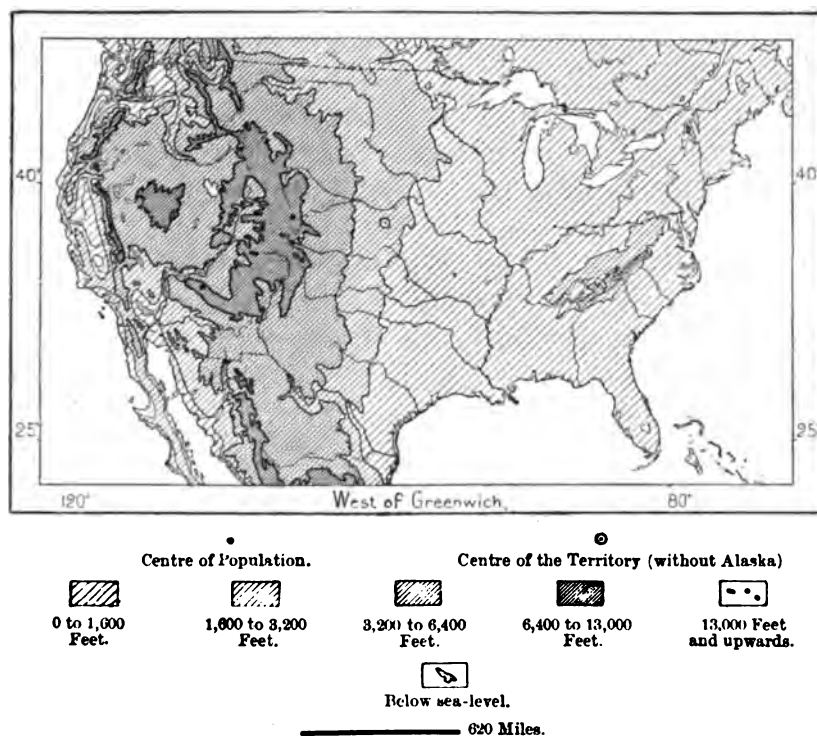 40°
40°
25°
25°
120°
West of Greenwich,
80°
Centre of Population.
Centre of the Territory (without Alaska)
0 to 1,600
Feet.
1,600 to 3,200
Feet.
3,200 to 6,400
Feet.
6,400 to 13,000
Feet.
13,000 Feet
and upwards.
Below sea-level.
620 Miles.